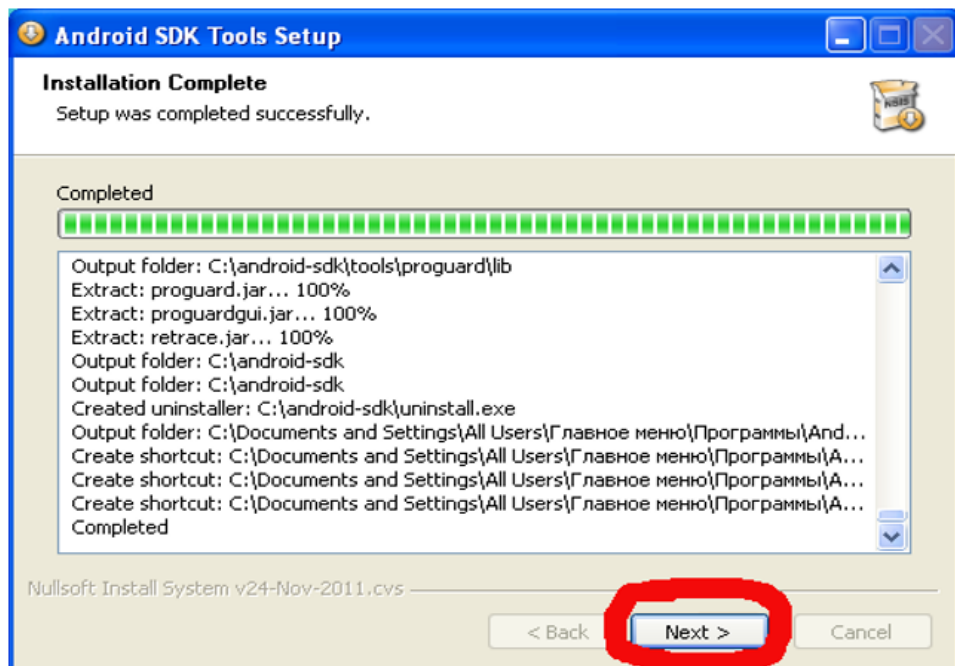 Android SDK Tools Setup
Installation Complete
Setup was completed successfully.
NSIS
Completed
Output folder: C:\android-sdk\tools\proguard\lib
Extract: proguard.jar... 100%
Extract: proguardgui.jar... 100%
Extract: retrace.jar... 100%
Output folder: C:\android-sdk
Output folder: C:\android-sdk
Created uninstaller: C:\android-sdk\uninstall.exe
Output folder: C:\Documents and Settings\All Users\Главное меню\Программы\And...
Create shortcut: C:\Documents and Settings\All Users\Главное меню\Программы\A...
Create shortcut: C:\Documents and Settings\All Users\Главное меню\Программы\A...
Create shortcut: C:\Documents and Settings\All Users\Главное меню\Программы\A...
Completed
Nullsoft Install System v24-Nov-2011.cvs
< Back Next > Cancel